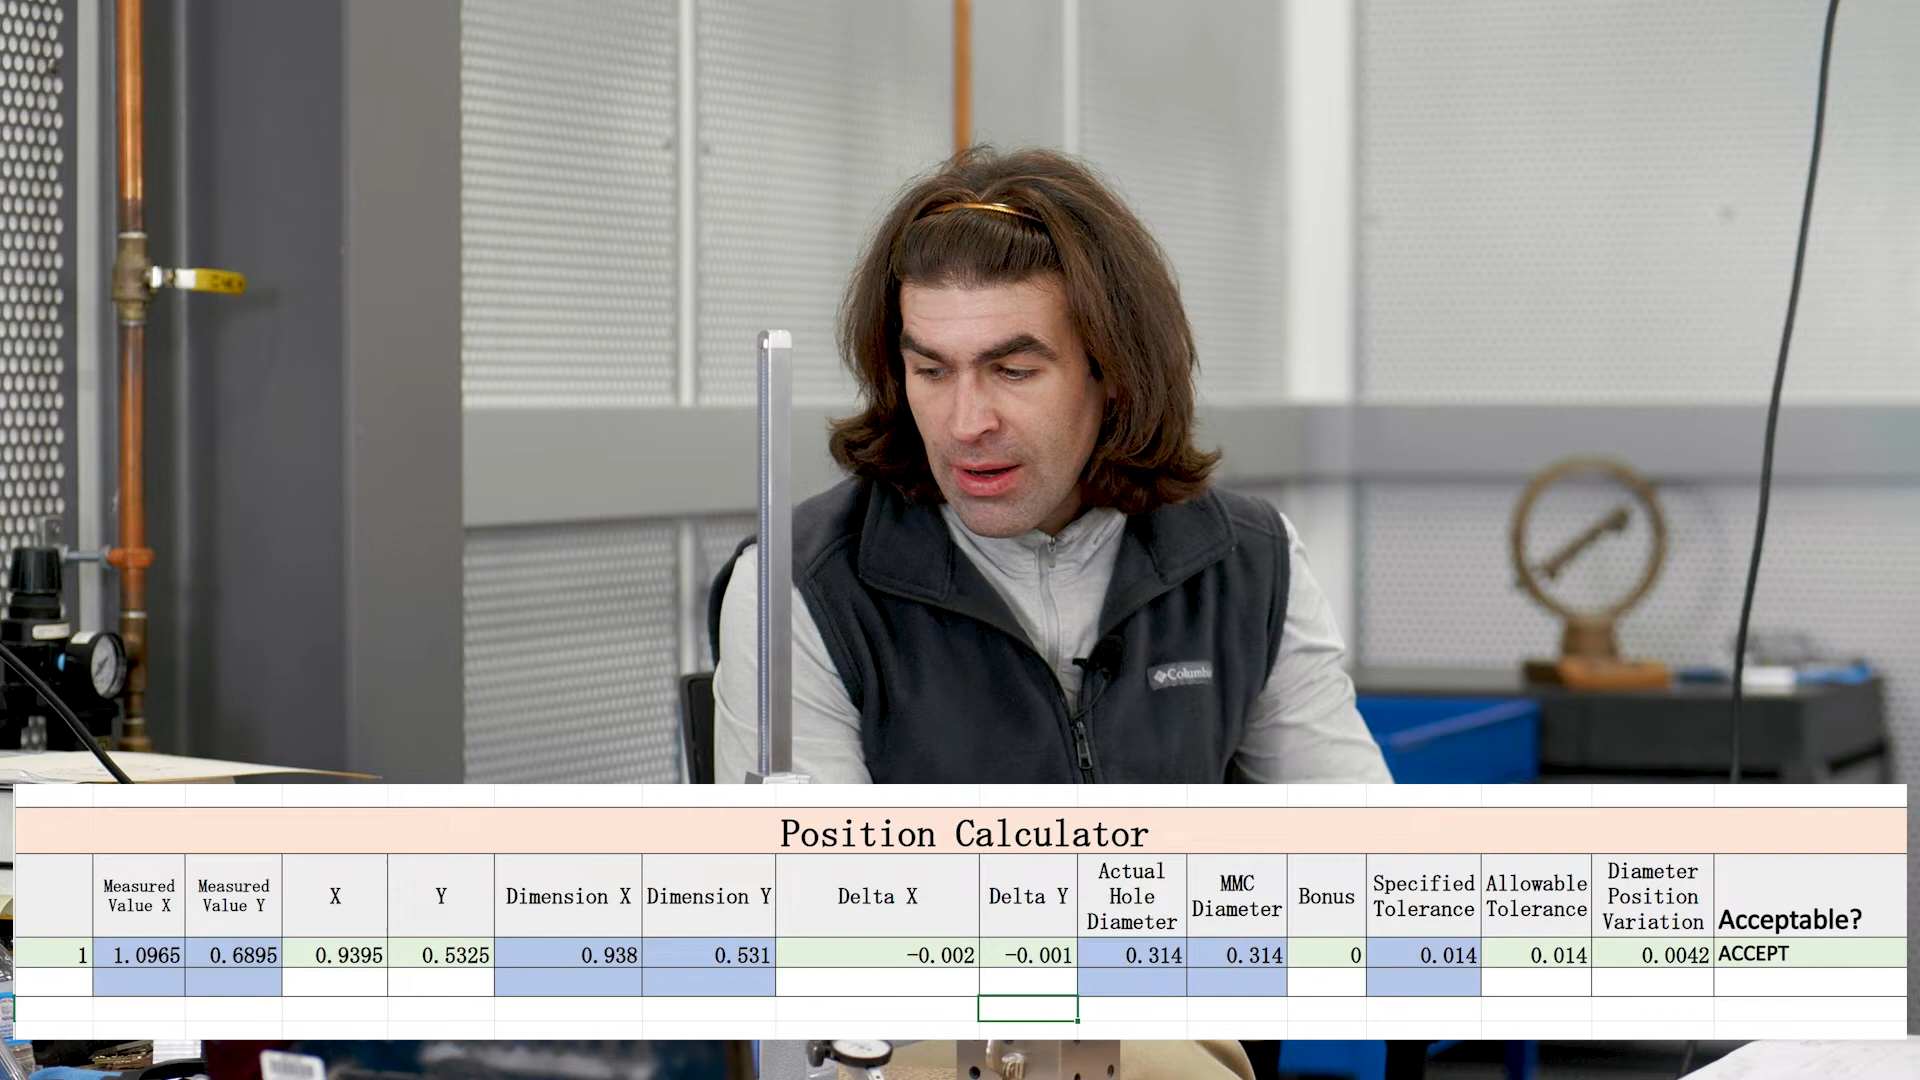 Columbia
Position Calculator
Measured Value X
Measured Value Y
X
Y
Dimension X
Dimension Y
Delta X
Delta Y
Actual Hole Diameter
MMC Diameter
Bonus
Specified Tolerance
Allowable Tolerance
Diameter Position Variation
Acceptable?
1 1.0965 0.6895 0.9395 0.5325 0.938 0.531 -0.002 -0.001 0.314 0.314 0 0.014 0.014 0.0042 ACCEPT